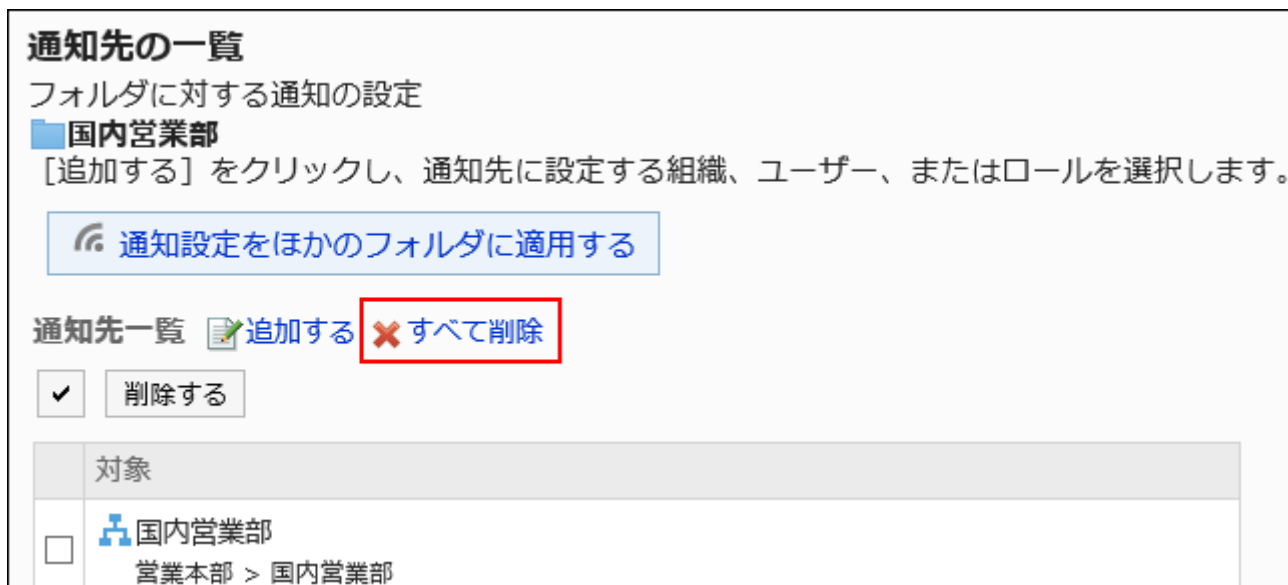 通知先の一覧
フォルダに対する通知の設定
国内営業部
［追加する］をクリックし、通知先に設定する組織、ユーザー、またはロールを選択します。
通知設定をほかのフォルダに適用する
通知先一覧 追加する すべて削除
削除する
対象
国内営業部
営業本部 > 国内営業部